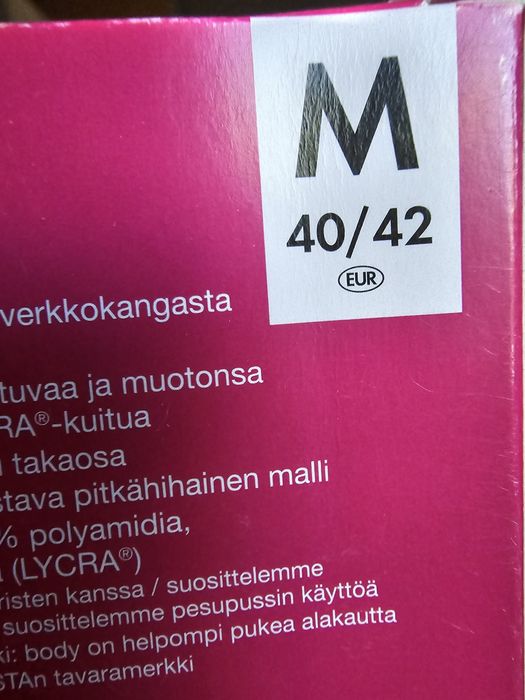 M
40/42
EUR
verkkokangasta
tuvaa ja muotonsa
RA®-kuitua
takaosa
stava pitkähihainen malli
% polyamidia,
(LYCRA®)
risten kanssa / suosittelemme
suosittelemme pesupussin käyttöä
ki: body on helpompi pukea alakautta
STAn tavaramerkki